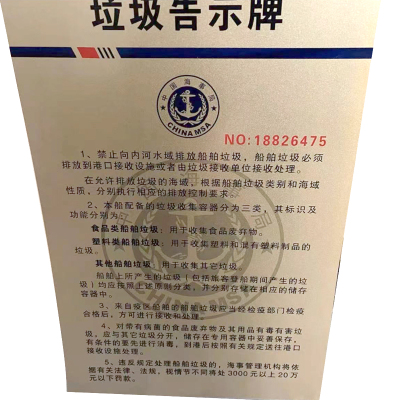 垃圾告示牌
中国海事局
CHINA MSA
NO:18826475
1、禁止向内河水域排放船舶垃圾，船舶垃圾必须
排放到港口接收设施或者由垃圾接收单位接收处理。
在允许排放垃圾的海域，根据船舶垃圾类别和海域
性质，分别执行相应的排放控制要求。
2、本船配备的垃圾收集容器分为三类，其标识及
功能分别为：
食品类船舶垃圾：用于收集食品废弃物。
塑料类船舶垃圾：用于收集塑料和混有塑料制品的
垃圾。
其他船舶垃圾：用于收集其它垃圾。
船舶上所产生的垃圾（包括旅客登船期间产生的垃
圾）均应按照上述原则分类，并分别存储在相应的储存
容器中。
3、来自疫区船舶的船舶垃圾应当经检疫部门检疫
合格后，方可进行接收和处理。
4、对带有病菌的食品废弃物及其用品有毒有害垃
圾，应与其它垃圾分开，储存在专用容器中妥善保存，
有条件的要先进行消毒，到港后按照有关规定送往港口
接收设施处理。
5、违反规定处理船舶垃圾的，海事管理机构将依
据有关法律、法规，视情节不同将处3000元以上20万
元以下罚款。